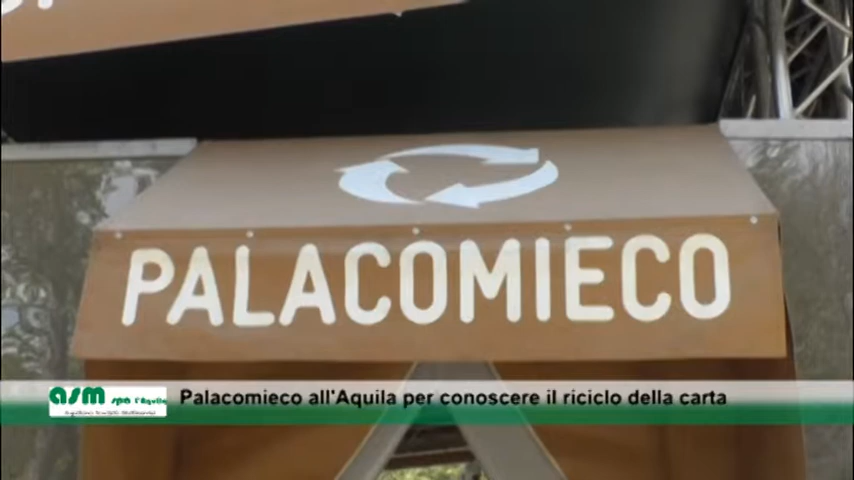 PALACOMIECO
asm spa l'Aquila
Palacomieco all'Aquila per conoscere il riciclo della carta